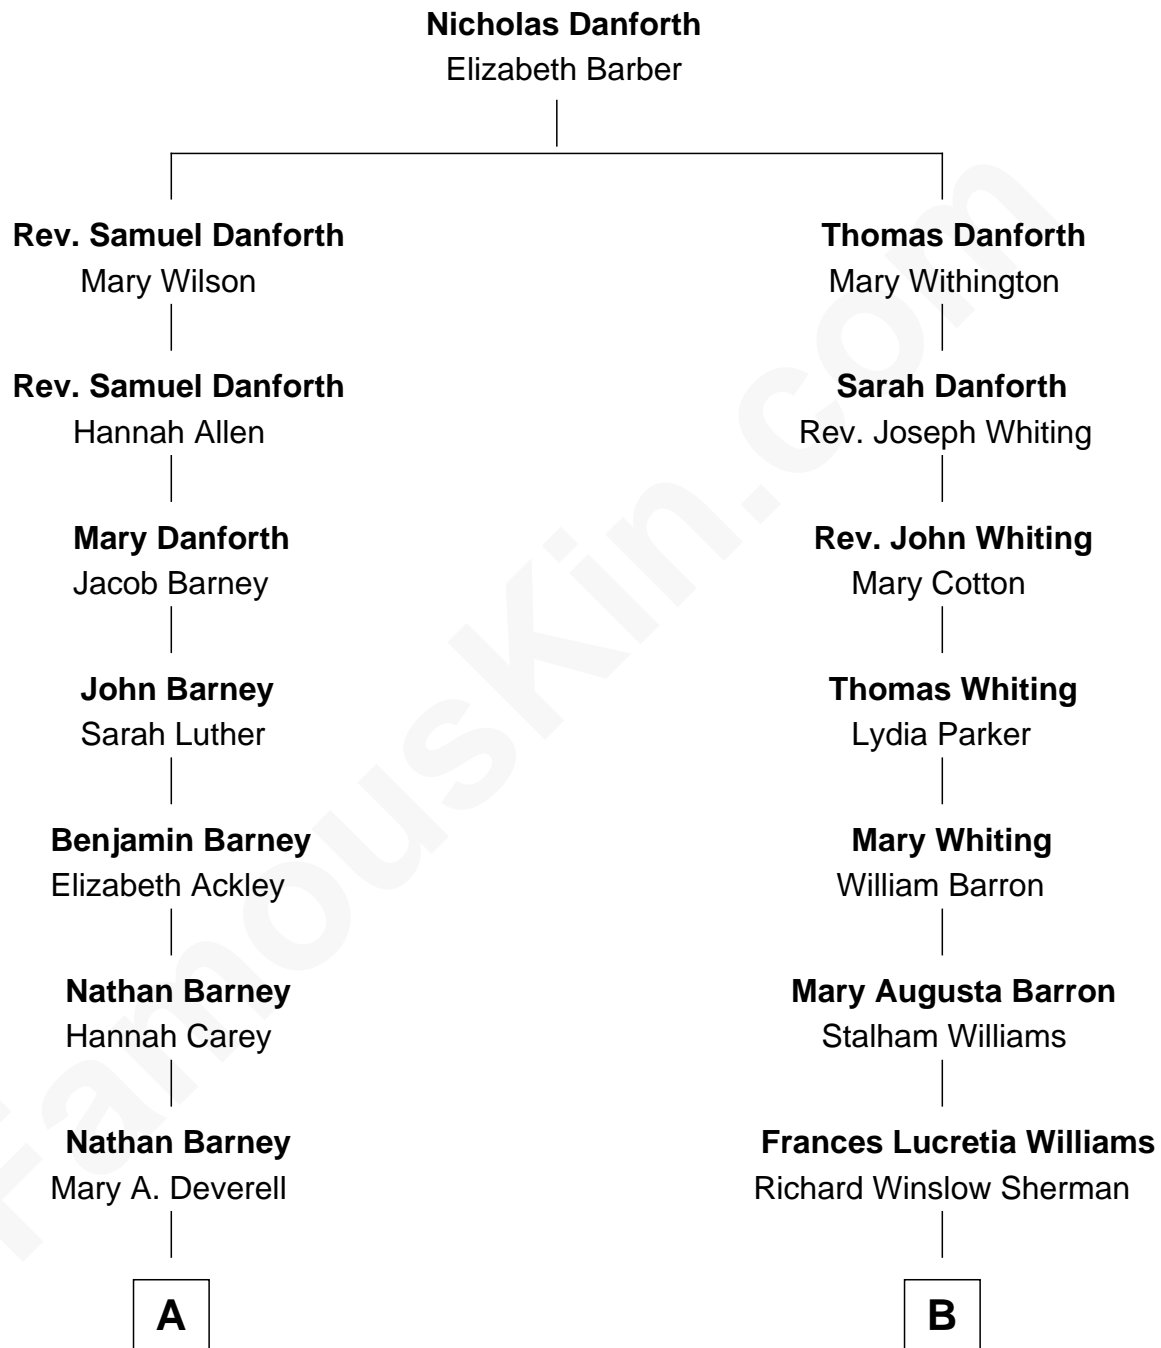 Nicholas Danforth
Elizabeth Barber
Rev. Samuel Danforth
Mary Wilson
Rev. Samuel Danforth
Hannah Allen
Mary Danforth
Jacob Barney
John Barney
Sarah Luther
Benjamin Barney
Elizabeth Ackley
Nathan Barney
Hannah Carey
Nathan Barney
Mary A. Deverell
A
Thomas Danforth
Mary Withington
Sarah Danforth
Rev. Joseph Whiting
Rev. John Whiting
Mary Cotton
Thomas Whiting
Lydia Parker
Mary Whiting
William Barron
Mary Augusta Barron
Stalham Williams
Frances Lucretia Williams
Richard Winslow Sherman
B
FamousKin.com